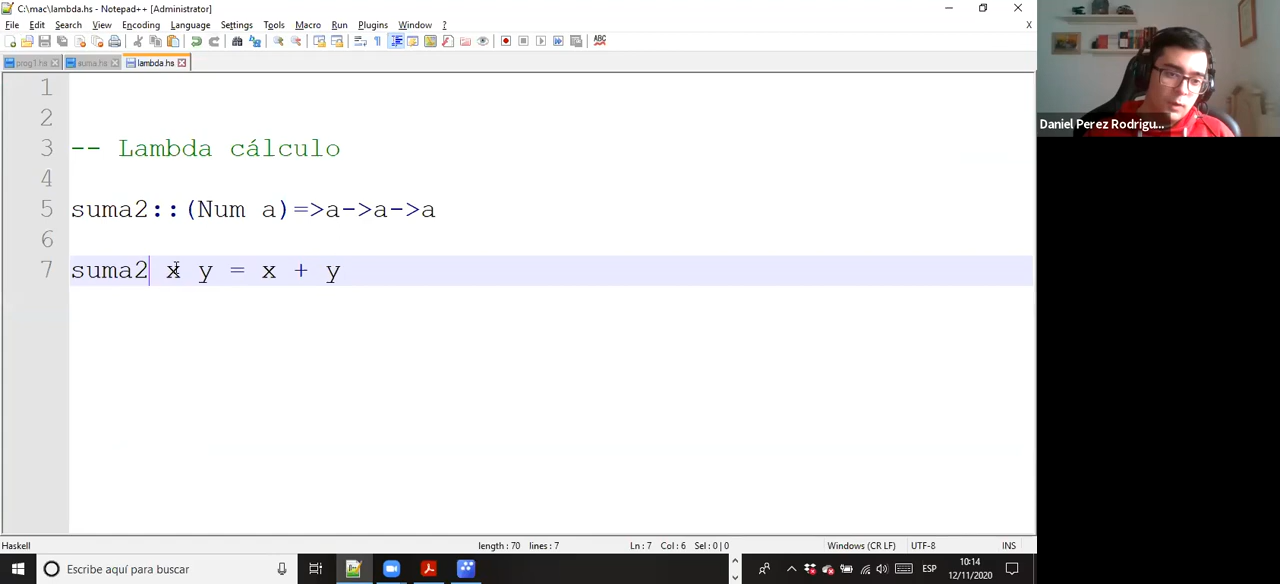 C:\mac\lambda.hs - Notepad++ [Administrator]
File Edit Search View Encoding Language Settings Tools Macro Run Plugins Window ?
X
prog1.hs suma.hs lambda.hs
Daniel Perez Rodrigu...
1
2
3 -- Lambda cálculo
4
5 suma2::(Num a)=>a->a->a
6
7 suma2 x y = x + y
Haskell length : 70 lines : 7 Ln : 7 Col : 6 Sel : 0 | 0 Windows (CR LF) UTF-8 INS
Escribe aquí para buscar ESP 10:14
12/11/2020